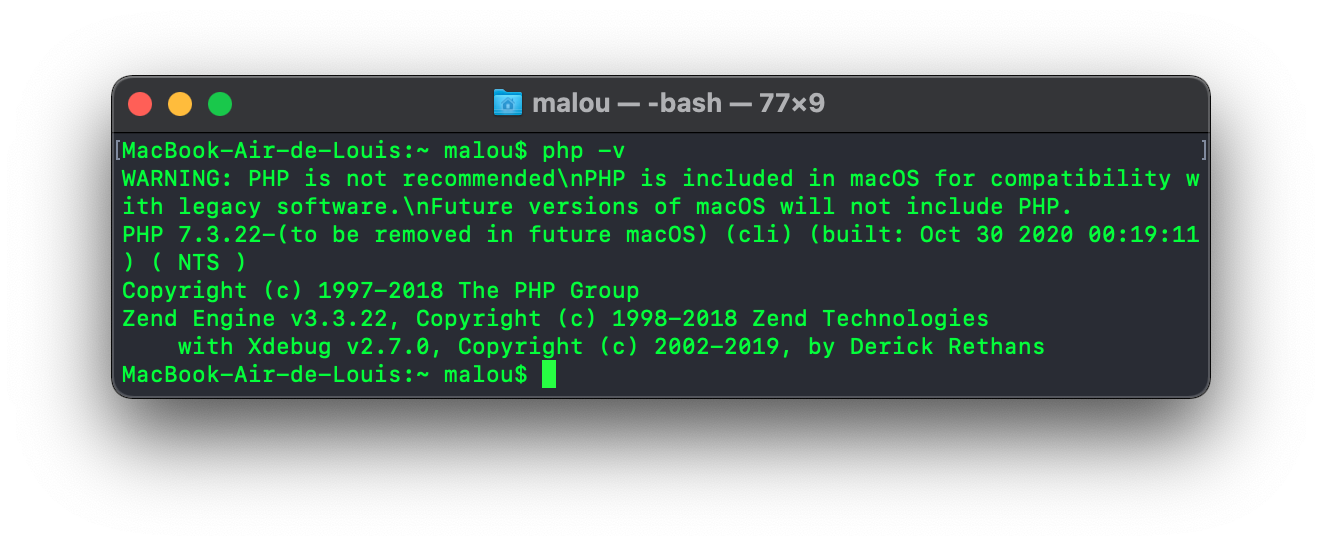 malou — -bash — 77×9
[MacBook-Air-de-Louis:~ malou$ php -v ]
WARNING: PHP is not recommended\nPHP is included in macOS for compatibility w
ith legacy software.\nFuture versions of macOS will not include PHP.
PHP 7.3.22-(to be removed in future macOS) (cli) (built: Oct 30 2020 00:19:11
) ( NTS )
Copyright (c) 1997-2018 The PHP Group
Zend Engine v3.3.22, Copyright (c) 1998-2018 Zend Technologies
    with Xdebug v2.7.0, Copyright (c) 2002-2019, by Derick Rethans
MacBook-Air-de-Louis:~ malou$